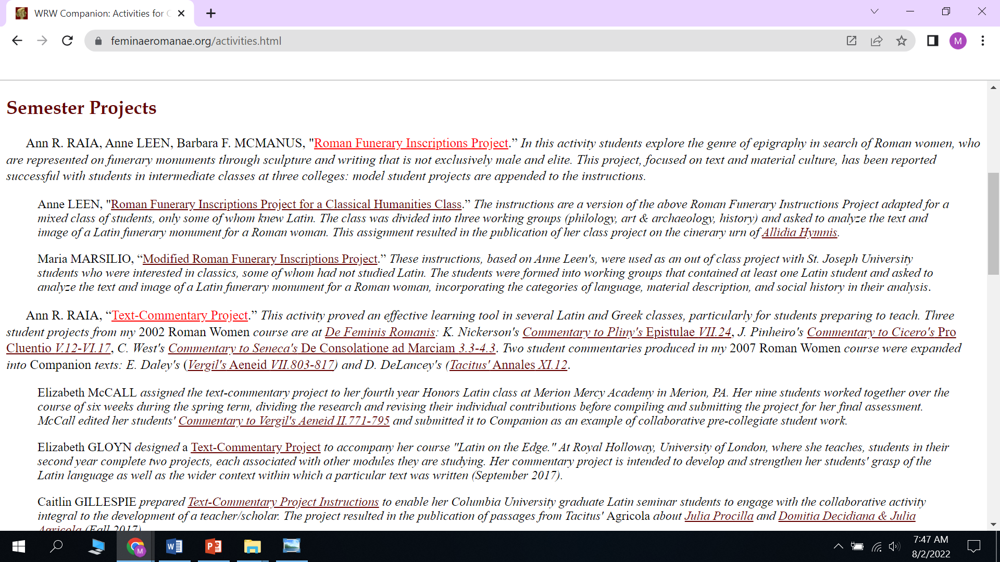 WRW Companion: Activities for C
feminaeromanae.org/activities.html
M
Semester Projects
Ann R. RAIA, Anne LEEN, Barbara F. MCMANUS, "Roman Funerary Inscriptions Project.” In this activity students explore the genre of epigraphy in search of Roman women, who
are represented on funerary monuments through sculpture and writing that is not exclusively male and elite. This project, focused on text and material culture, has been reported
successful with students in intermediate classes at three colleges: model student projects are appended to the instructions.
Anne LEEN, "Roman Funerary Inscriptions Project for a Classical Humanities Class.” The instructions are a version of the above Roman Funerary Instructions Project adapted for a
mixed class of students, only some of whom knew Latin. The class was divided into three working groups (philology, art & archaeology, history) and asked to analyze the text and
image of a Latin funerary monument for a Roman woman. This assignment resulted in the publication of her class project on the cinerary urn of Allidia Hymnis.
Maria MARSILIO, “Modified Roman Funerary Inscriptions Project.” These instructions, based on Anne Leen's, were used as an out of class project with St. Joseph University
students who were interested in classics, some of whom had not studied Latin. The students were formed into working groups that contained at least one Latin student and asked to
analyze the text and image of a Latin funerary monument for a Roman woman, incorporating the categories of language, material description, and social history in their analysis.
Ann R. RAIA, “Text-Commentary Project.” This activity proved an effective learning tool in several Latin and Greek classes, particularly for students preparing to teach. Three
student projects from my 2002 Roman Women course are at De Feminis Romanis: K. Nickerson's Commentary to Pliny's Epistulae VII.24, J. Pinheiro's Commentary to Cicero's Pro
Cluentio V.12-VI.17, C. West's Commentary to Seneca's De Consolatione ad Marciam 3.3-4.3. Two student commentaries produced in my 2007 Roman Women course were expanded
into Companion texts: E. Daley's (Vergil's Aeneid VII.803-817) and D. DeLancey's (Tacitus' Annales XI.12.
Elizabeth McCALL assigned the text-commentary project to her fourth year Honors Latin class at Merion Mercy Academy in Merion, PA. Her nine students worked together over the
course of six weeks during the spring term, dividing the research and revising their individual contributions before compiling and submitting the project for her final assessment.
McCall edited her students' Commentary to Vergil's Aeneid II.771-795 and submitted it to Companion as an example of collaborative pre-collegiate student work.
Elizabeth GLOYN designed a Text-Commentary Project to accompany her course "Latin on the Edge." At Royal Holloway, University of London, where she teaches, students in their
second year complete two projects, each associated with other modules they are studying. Her commentary project is intended to develop and strengthen her students' grasp of the
Latin language as well as the wider context within which a particular text was written (September 2017).
Caitlin GILLESPIE prepared Text-Commentary Project Instructions to enable her Columbia University graduate Latin seminar students to engage with the collaborative activity
integral to the development of a teacher/scholar. The project resulted in the publication of passages from Tacitus' Agricola about Julia Procilla and Domitia Decidiana & Julia
Agricola (Fall 2017)
7:47 AM
8/2/2022